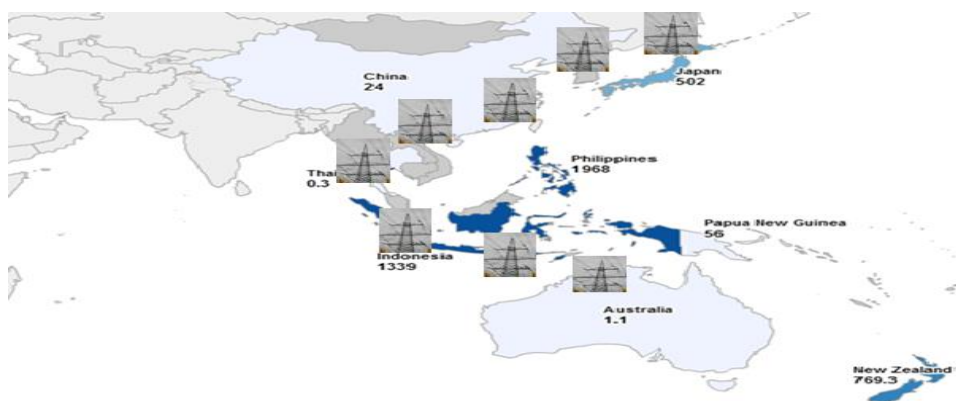 China
24
Japan
502
Philippines
1968
0.3
Papua New Guinea
56
Indonesia
1339
Australia
1.1
New Zealand
769.3